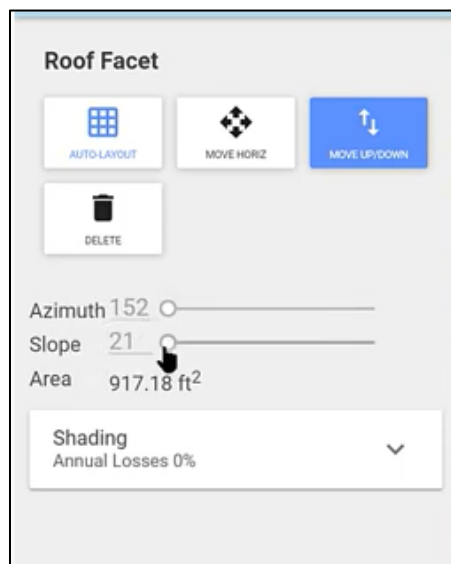 Roof Facet
AUTO-LAYOUT
MOVE HORIZ
MOVE UP/DOWN
DELETE
Azimuth 152
Slope 21
Area 917.18 ft2
Shading
Annual Losses 0%